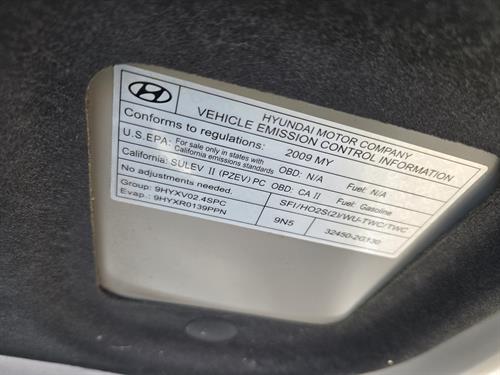 HYUNDAI MOTOR COMPANY
VEHICLE EMISSION CONTROL INFORMATION
Conforms to regulations: 2009 MY
U.S.EPA: For sale only in states with California emissions standards OBD: N/A Fuel: N/A
California: SULEV II (PZEV) PC OBD: CA II Fuel: Gasoline
No adjustments needed.
Group: 9HYXV02.4SPC SFI/HO2S(2)/WU-TWC/TWC
Evap.: 9HYXR0139PPN 9N5 32450-2G130